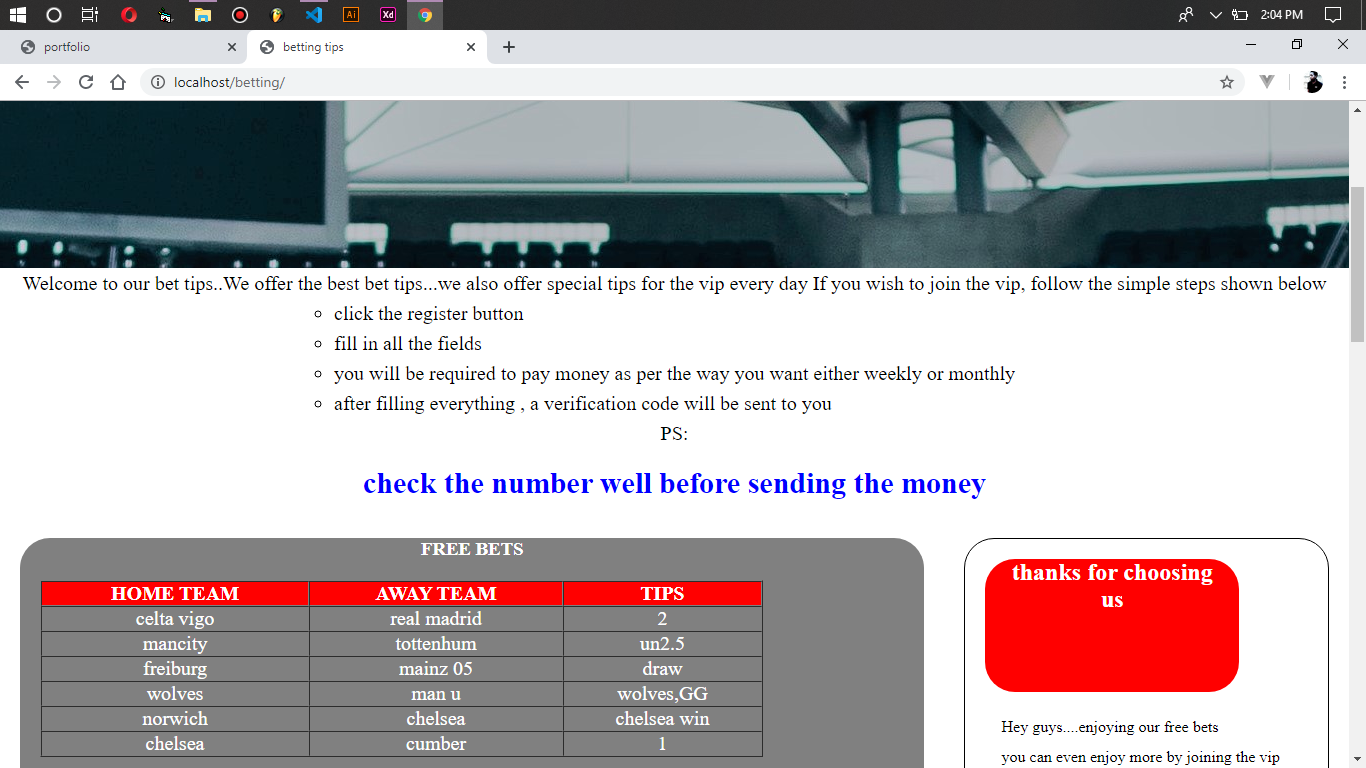 Ai
Xd
2:04 PM
portfolio
betting tips
localhost/betting/
Welcome to our bet tips..We offer the best bet tips...we also offer special tips for the vip every day If you wish to join the vip, follow the simple steps shown below
click the register button
fill in all the fields
you will be required to pay money as per the way you want either weekly or monthly
after filling everything , a verification code will be sent to you
PS:
check the number well before sending the money
FREE BETS
HOME TEAM AWAY TEAM TIPS
celta vigo real madrid 2
mancity tottenhum un2.5
freiburg mainz 05 draw
wolves man u wolves,GG
norwich chelsea chelsea win
chelsea cumber 1
thanks for choosing
us
Hey guys....enjoying our free bets
you can even enjoy more by joining the vip